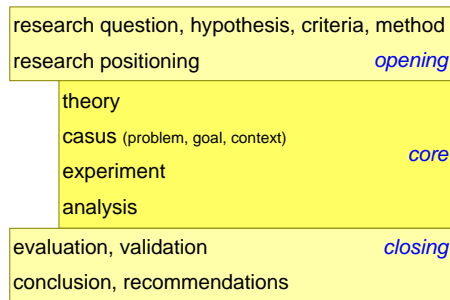 research question, hypothesis, criteria, method
research positioning opening
theory
casus (problem, goal, context)
core
experiment
analysis
evaluation, validation closing
conclusion, recommendations